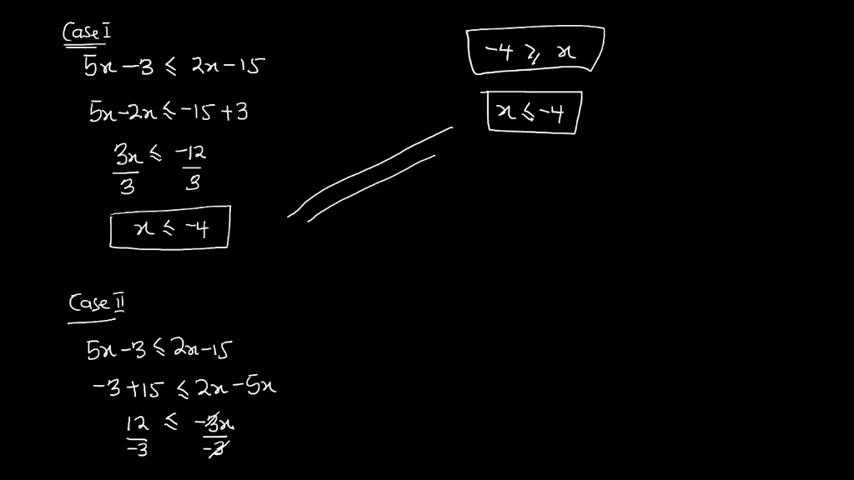 Case I
5x - 3 ⩽ 2x - 15
5x - 2x ⩽ -15 + 3
3x/3 ⩽ -12/3
x ⩽ -4
-4 ⩾ x
x ⩽ -4
Case II
5x - 3 ⩽ 2x - 15
-3 + 15 ⩽ 2x - 5x
12/-3 ⩽ -3x/-3